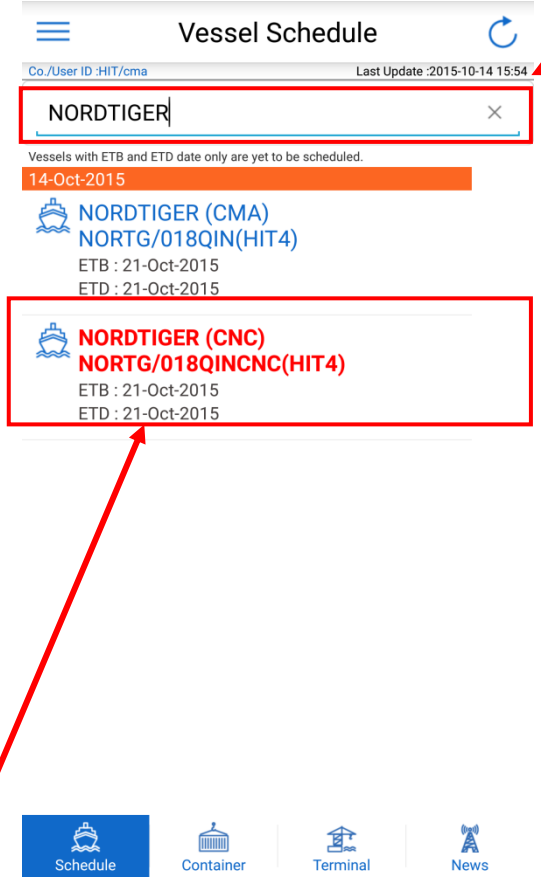 Vessel Schedule
Co./User ID :HIT/cma Last Update :2015-10-14 15:54
NORDTIGER
Vessels with ETB and ETD date only are yet to be scheduled.
14-Oct-2015
NORDTIGER (CMA)
NORTG/018QIN(HIT4)
ETB : 21-Oct-2015
ETD : 21-Oct-2015
NORDTIGER (CNC)
NORTG/018QINCNC(HIT4)
ETB : 21-Oct-2015
ETD : 21-Oct-2015
Schedule Container Terminal News